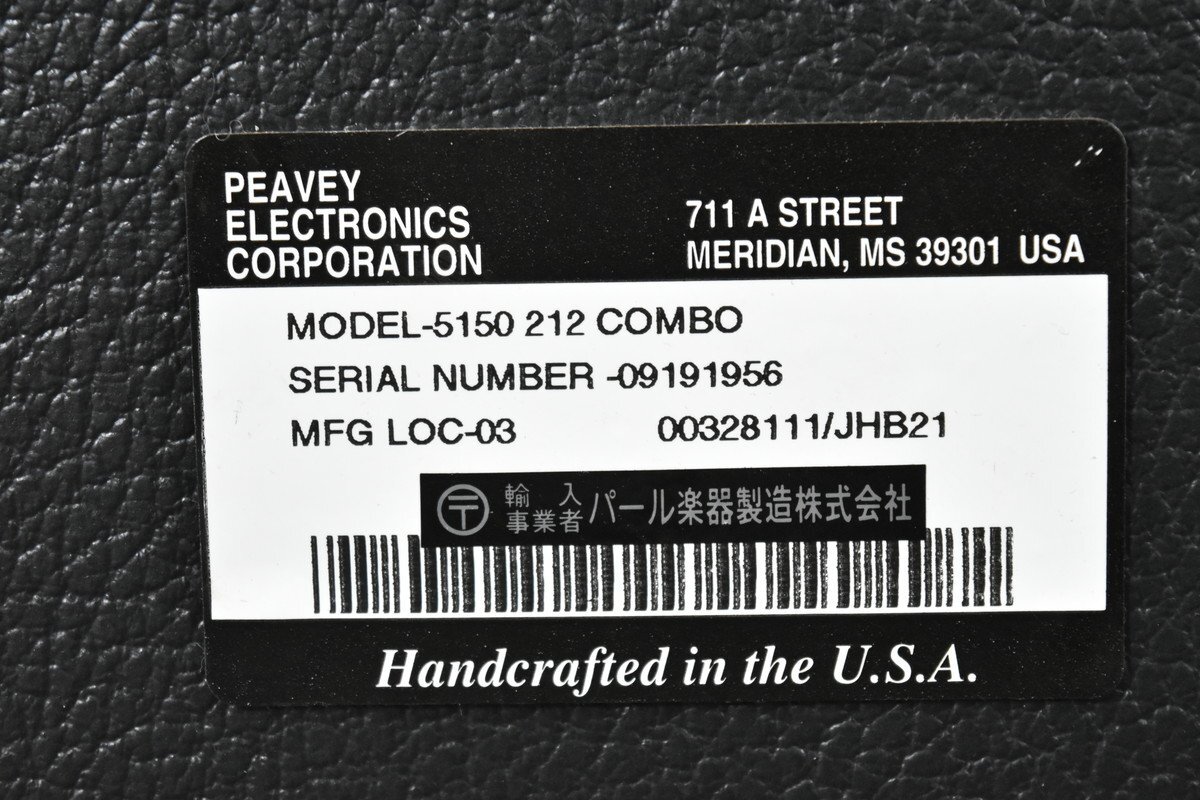 PEAVEY
ELECTRONICS
CORPORATION
711 A STREET
MERIDIAN, MS 39301 USA
MODEL-5150 212 COMBO
SERIAL NUMBER -09191956
MFG LOC-03 00328111/JHB21
〒 輸入
事業者 パール楽器製造株式会社
Handcrafted in the U.S.A.